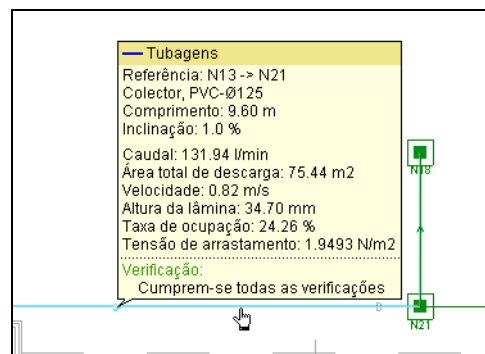 Tubagens
Referência: N13 -> N21
Colector, PVC-Ø125
Comprimento: 9.60 m
Inclinação: 1.0 %
Caudal: 131.94 l/min
Área total de descarga: 75.44 m2
Velocidade: 0.82 m/s
Altura da lâmina: 34.70 mm
Taxa de ocupação: 24.26 %
Tensão de arrastamento: 1.9493 N/m2
Verificação:
Cumprem-se todas as verificações
N18
N21